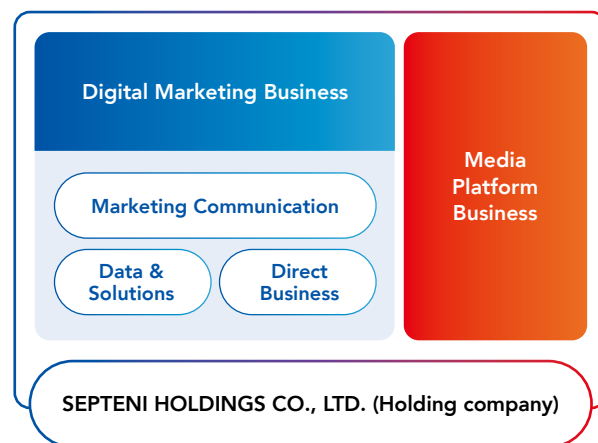 Digital Marketing Business
Marketing Communication
Data &
Solutions
Direct
Business
Media
Platform
Business
SEPTENI HOLDINGS CO., LTD. (Holding company)